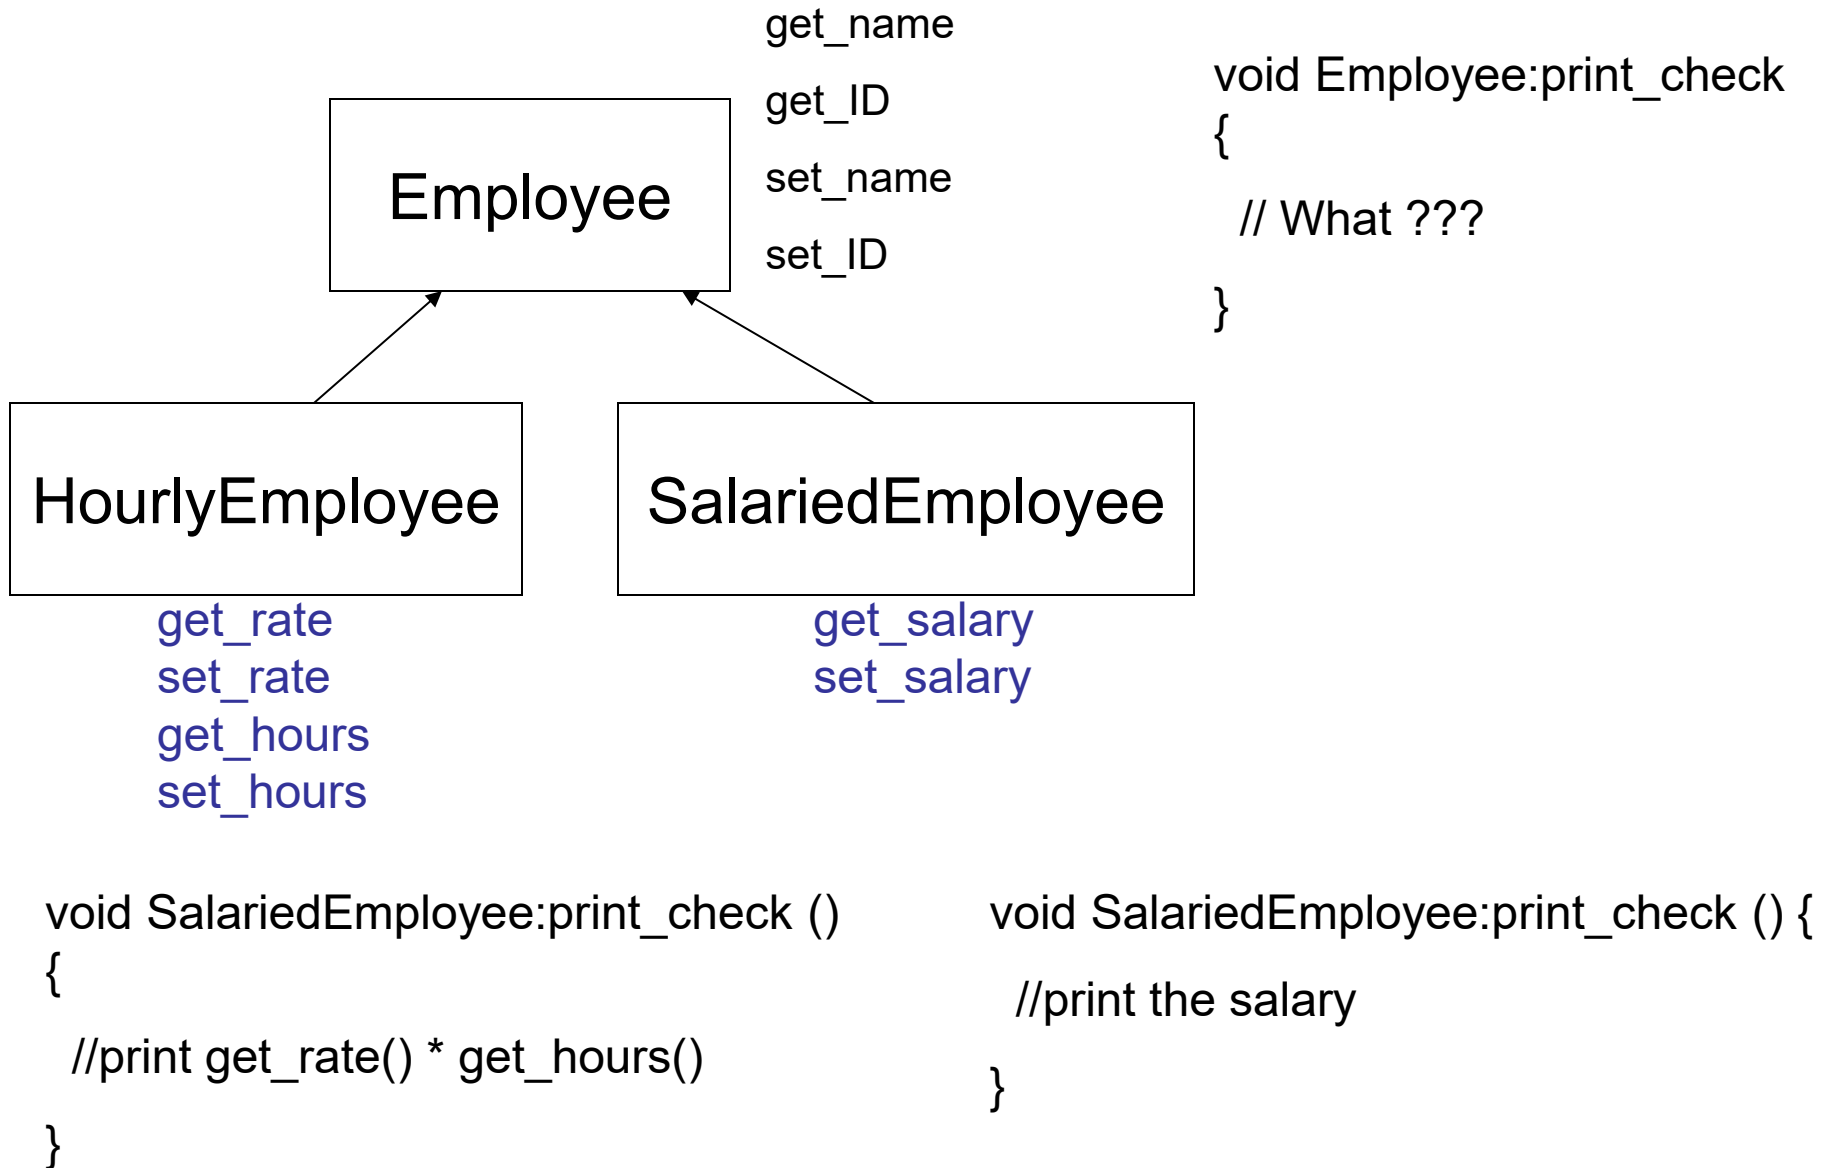 get_name
get_ID
set_name
set_ID
Employee
void Employee:print_check
{
// What ???
}
HourlyEmployee
get_rate
set_rate
get_hours
set_hours
SalariedEmployee
get_salary
set_salary
void SalariedEmployee:print_check ()
{
//print get_rate() * get_hours()
}
void SalariedEmployee:print_check () {
//print the salary
}